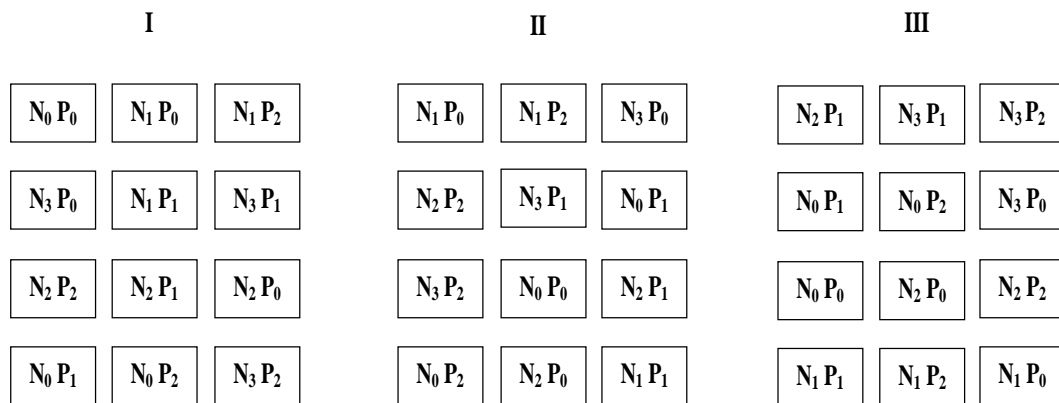 I II III
N₀ P₀ N₁ P₀ N₁ P₂ N₁ P₀ N₁ P₂ N₃ P₀ N₂ P₁ N₃ P₁ N₃ P₂
N₃ P₀ N₁ P₁ N₃ P₁ N₂ P₂ N₃ P₁ N₀ P₁ N₀ P₁ N₀ P₂ N₃ P₀
N₂ P₂ N₂ P₁ N₂ P₀ N₃ P₂ N₀ P₀ N₂ P₁ N₀ P₀ N₂ P₀ N₂ P₂
N₀ P₁ N₀ P₂ N₃ P₂ N₀ P₂ N₂ P₀ N₁ P₁ N₁ P₁ N₁ P₂ N₁ P₀